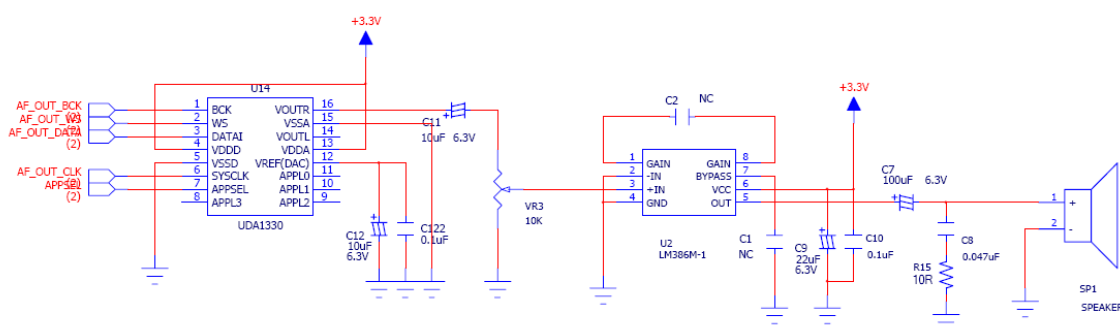 +3.3V
U14
AF_OUT_BCK
AF_OUT_WS
AF_OUT_DATA
(2)
AF_OUT_CLK
APPSEL
(2)
1 BCK VOUTR 16
2 WS VSSA 15
3 DATAI VOUTL 14
4 VDDD VDDA 13
5 VSSD VREF(DAC) 12
6 SYSCLK APPL0 11
7 APPSEL APPL1 10
8 APPL3 APPL2 9
UDA1330
C11
10uF 6.3V
C12
10uF
6.3V
C122
0.1uF
VR3
10K
C2 NC
1 GAIN GAIN 8
2 -IN BYPASS 7
3 +IN VCC 6
4 GND OUT 5
U2
LM386M-1
C1
NC
+3.3V
C9
22uF
6.3V
C10
0.1uF
C7
100uF 6.3V
C8
0.047uF
R15
10R
1 +
2 -
SP1
SPEAKER